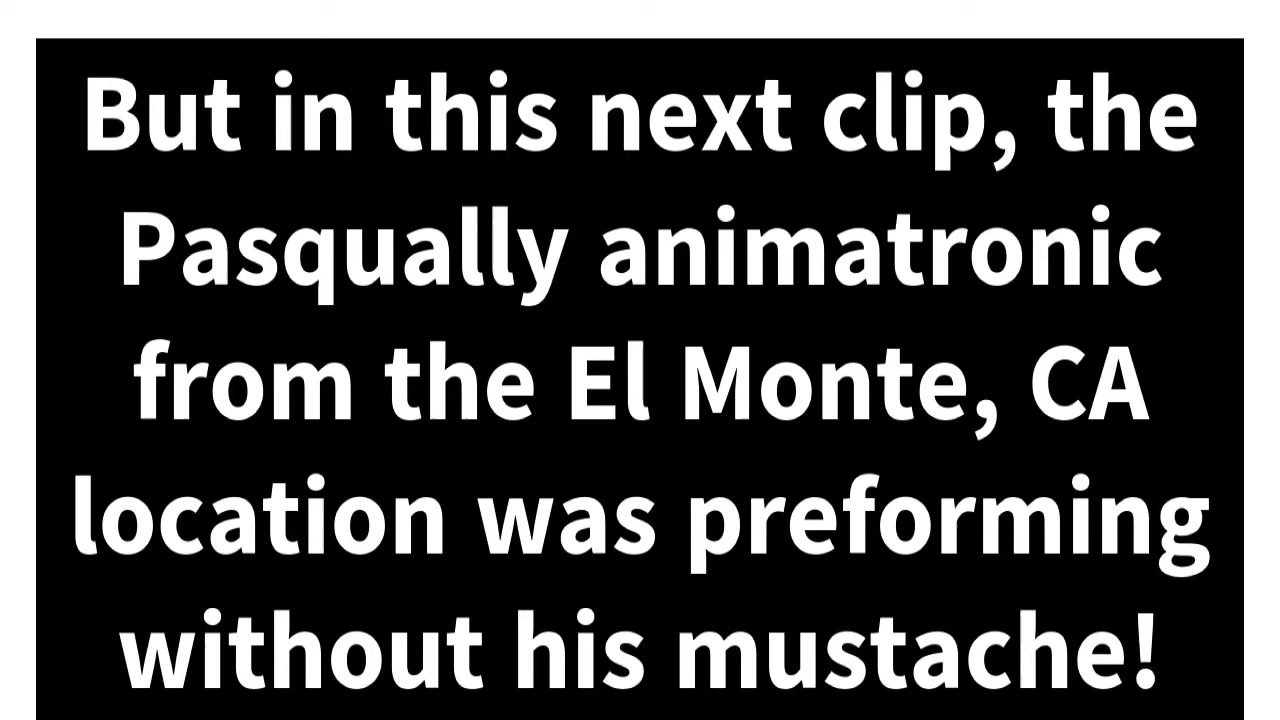 But in this next clip, the
Pasqually animatronic
from the El Monte, CA
location was preforming
without his mustache!